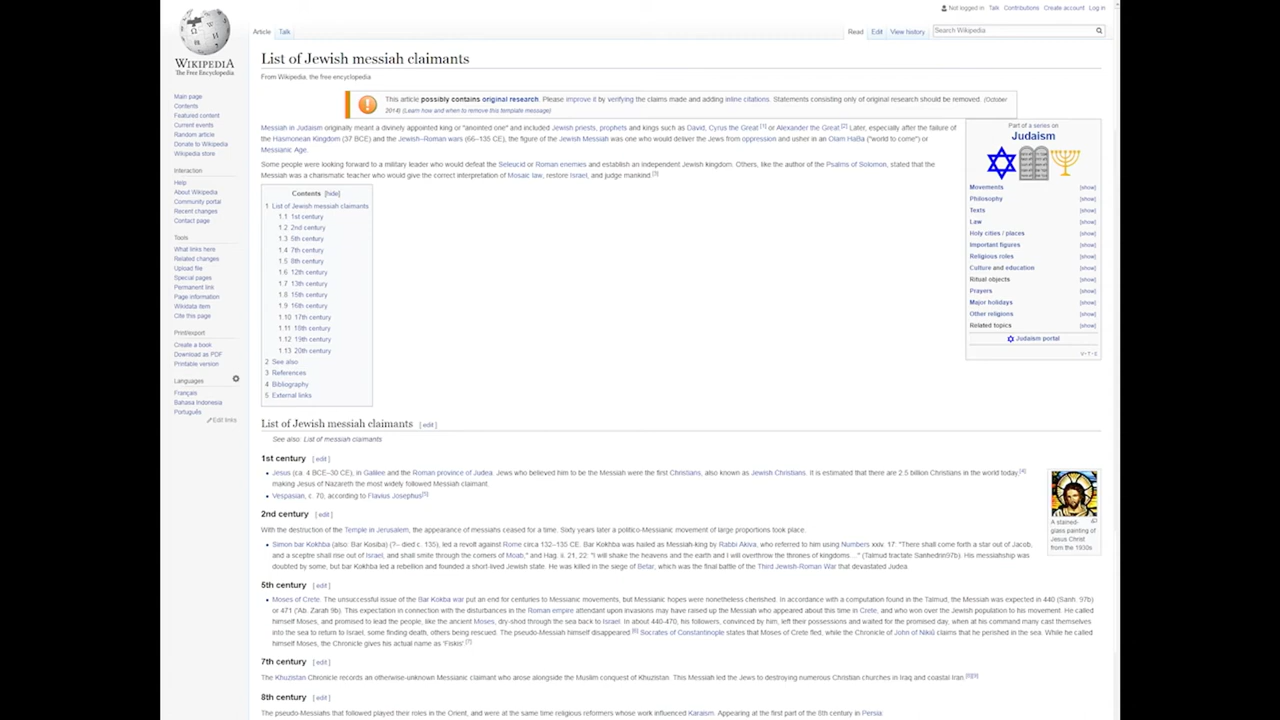 Not logged in Talk Contributions Create account Log in
Article Talk
Read Edit View history
Search Wikipedia
WIKIPEDIA
The Free Encyclopedia
Main page
Contents
Featured content
Current events
Random article
Donate to Wikipedia
Wikipedia store
Interaction
Help
About Wikipedia
Community portal
Recent changes
Contact page
Tools
What links here
Related changes
Upload file
Special pages
Permanent link
Page information
Wikidata item
Cite this page
Print/export
Create a book
Download as PDF
Printable version
Languages
Français
Bahasa Indonesia
Português
Edit links
List of Jewish messiah claimants
From Wikipedia, the free encyclopedia
This article possibly contains original research. Please improve it by verifying the claims made and adding inline citations. Statements consisting only of original research should be removed. (October
2014) (Learn how and when to remove this template message)
Messiah in Judaism originally meant a divinely appointed king or "anointed one" and included Jewish priests, prophets and kings such as David, Cyrus the Great[1] or Alexander the Great.[2] Later, especially after the failure of
the Hasmonean Kingdom (37 BCE) and the Jewish–Roman wars (66–135 CE), the figure of the Jewish Messiah was one who would deliver the Jews from oppression and usher in an Olam HaBa ("world to come") or
Messianic Age.
Some people were looking forward to a military leader who would defeat the Seleucid or Roman enemies and establish an independent Jewish kingdom. Others, like the author of the Psalms of Solomon, stated that the
Messiah was a charismatic teacher who would give the correct interpretation of Mosaic law, restore Israel, and judge mankind.[3]
Part of a series on
Judaism
Movements [show]
Philosophy [show]
Texts [show]
Law [show]
Holy cities / places [show]
Important figures [show]
Religious roles [show]
Culture and education [show]
Ritual objects [show]
Prayers [show]
Major holidays [show]
Other religions [show]
Related topics [show]
Judaism portal
V · T · E
Contents [hide]
1 List of Jewish messiah claimants
1.1 1st century
1.2 2nd century
1.3 5th century
1.4 7th century
1.5 8th century
1.6 12th century
1.7 13th century
1.8 15th century
1.9 16th century
1.10 17th century
1.11 18th century
1.12 19th century
1.13 20th century
2 See also
3 References
4 Bibliography
5 External links
List of Jewish messiah claimants [edit]
See also: List of messiah claimants
1st century [edit]
• Jesus (ca. 4 BCE–30 CE), in Galilee and the Roman province of Judea. Jews who believed him to be the Messiah were the first Christians, also known as Jewish Christians. It is estimated that there are 2.5 billion Christians in the world today,[4]
making Jesus of Nazareth the most widely followed Messiah claimant.
• Vespasian, c. 70, according to Flavius Josephus[5]
A stained-
glass painting of
Jesus Christ
from the 1930s
2nd century [edit]
With the destruction of the Temple in Jerusalem, the appearance of messiahs ceased for a time. Sixty years later a politico-Messianic movement of large proportions took place.
• Simon bar Kokhba (also: Bar Kosiba) (?– died c. 135), led a revolt against Rome circa 132–135 CE. Bar Kokhba was hailed as Messiah-king by Rabbi Akiva, who referred to him using Numbers xxiv. 17: "There shall come forth a star out of Jacob,
and a sceptre shall rise out of Israel, and shall smite through the corners of Moab," and Hag. ii. 21, 22: "I will shake the heavens and the earth and I will overthrow the thrones of kingdoms...." (Talmud tractate Sanhedrin97b). His messiahship was
doubted by some, but bar Kokhba led a rebellion and founded a short-lived Jewish state. He was killed in the siege of Betar, which was the final battle of the Third Jewish-Roman War that devastated Judea.
5th century [edit]
• Moses of Crete. The unsuccessful issue of the Bar Kokba war put an end for centuries to Messianic movements, but Messianic hopes were nonetheless cherished. In accordance with a computation found in the Talmud, the Messiah was expected in 440 (Sanh. 97b)
or 471 ('Ab. Zarah 9b). This expectation in connection with the disturbances in the Roman empire attendant upon invasions may have raised up the Messiah who appeared about this time in Crete, and who won over the Jewish population to his movement. He called
himself Moses, and promised to lead the people, like the ancient Moses, dry-shod through the sea back to Israel. In about 440-470, his followers, convinced by him, left their possessions and waited for the promised day, when at his command many cast themselves
into the sea to return to Israel, some finding death, others being rescued. The pseudo-Messiah himself disappeared.[6] Socrates of Constantinople states that Moses of Crete fled, while the Chronicle of John of Nikiû claims that he perished in the sea. While he called
himself Moses, the Chronicle gives his actual name as 'Fiskis'.[7]
7th century [edit]
The Khuzistan Chronicle records an otherwise-unknown Messianic claimant who arose alongside the Muslim conquest of Khuzistan. This Messiah led the Jews to destroying numerous Christian churches in Iraq and coastal Iran.[8][9]
8th century [edit]
The pseudo-Messiahs that followed played their roles in the Orient, and were at the same time religious reformers whose work influenced Karaism. Appearing at the first part of the 8th century in Persia: